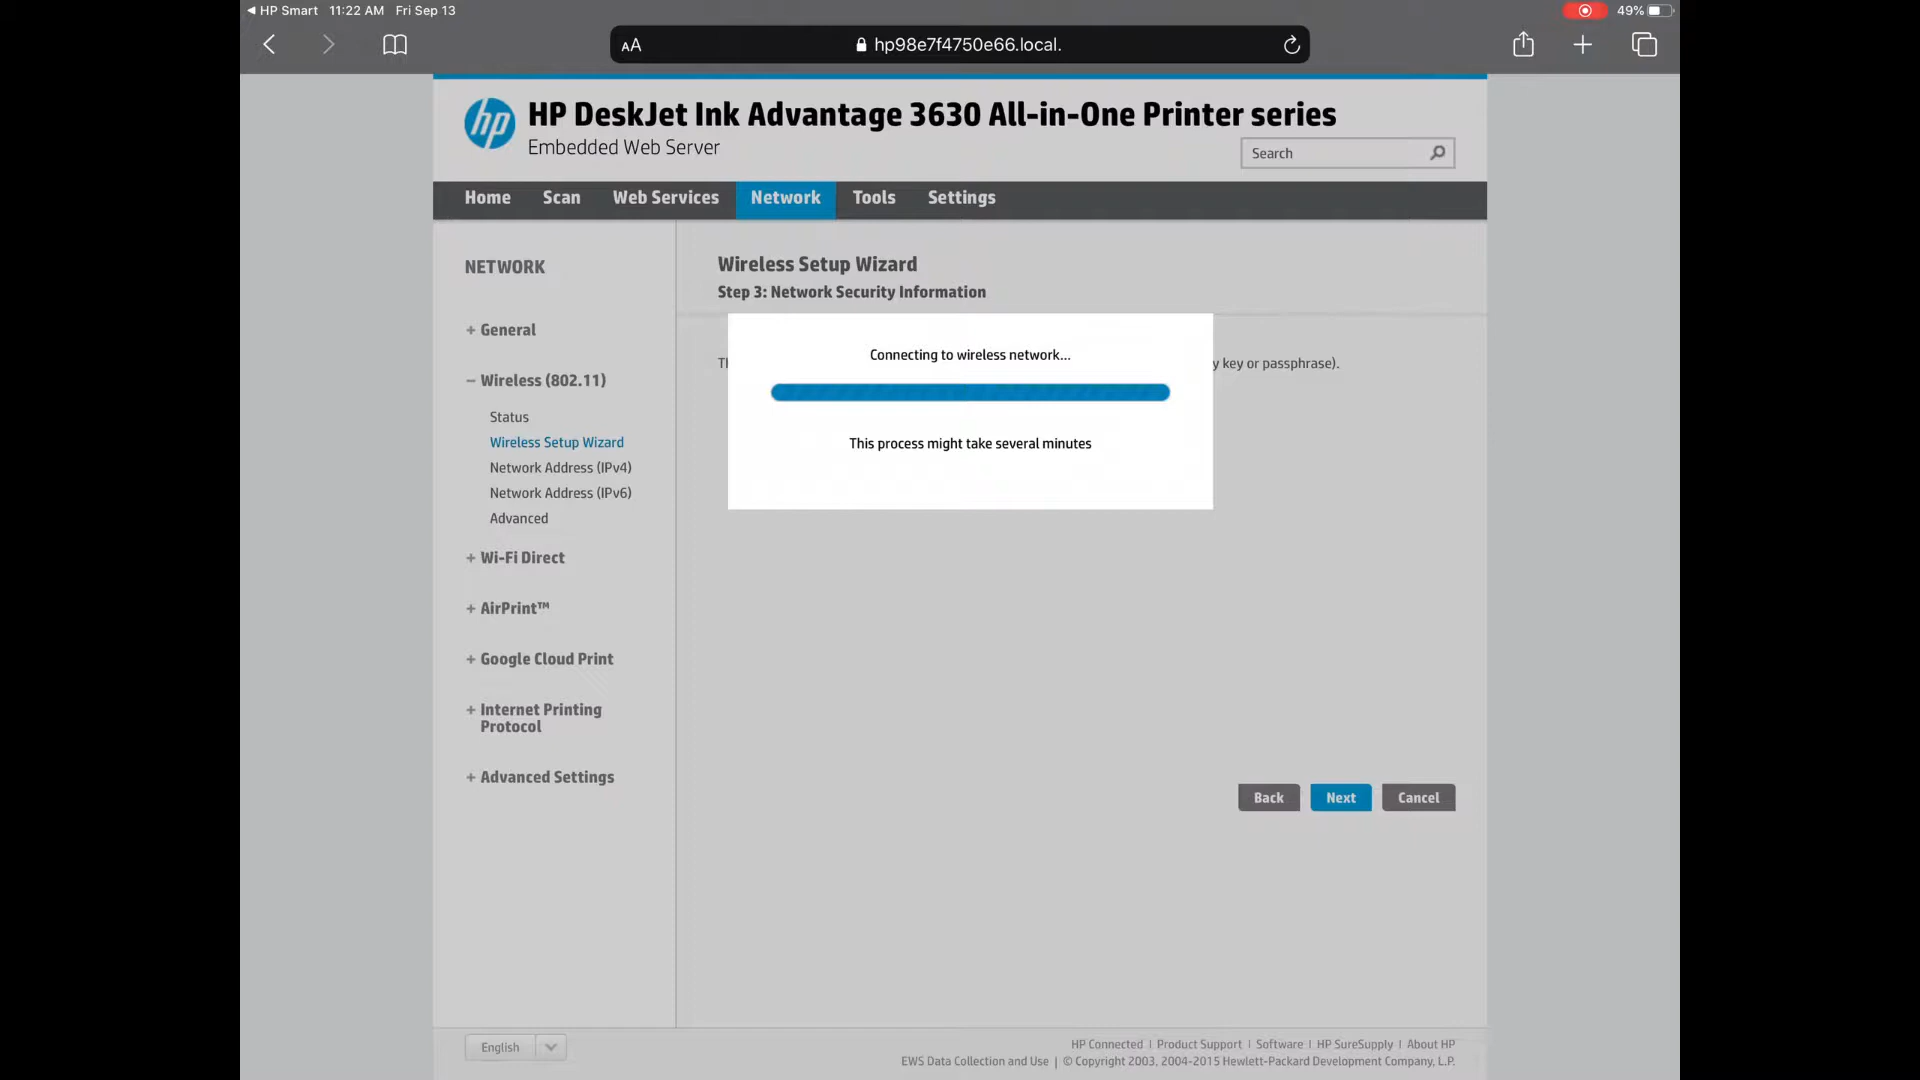 ◀ HP Smart 11:22 AM Fri Sep 13
49%
AA hp98e7f4750e66.local.
hp HP DeskJet Ink Advantage 3630 All-in-One Printer series
Embedded Web Server
Search
Home Scan Web Services Network Tools Settings
NETWORK
+ General
− Wireless (802.11)
Status
Wireless Setup Wizard
Network Address (IPv4)
Network Address (IPv6)
Advanced
+ Wi-Fi Direct
+ AirPrint™
+ Google Cloud Print
+ Internet Printing
Protocol
+ Advanced Settings
Wireless Setup Wizard
Step 3: Network Security Information
key or passphrase).
Connecting to wireless network...
This process might take several minutes
Back Next Cancel
English
HP Connected | Product Support | Software | HP SureSupply | About HP
EWS Data Collection and Use | © Copyright 2003, 2004-2015 Hewlett-Packard Development Company, L.P.